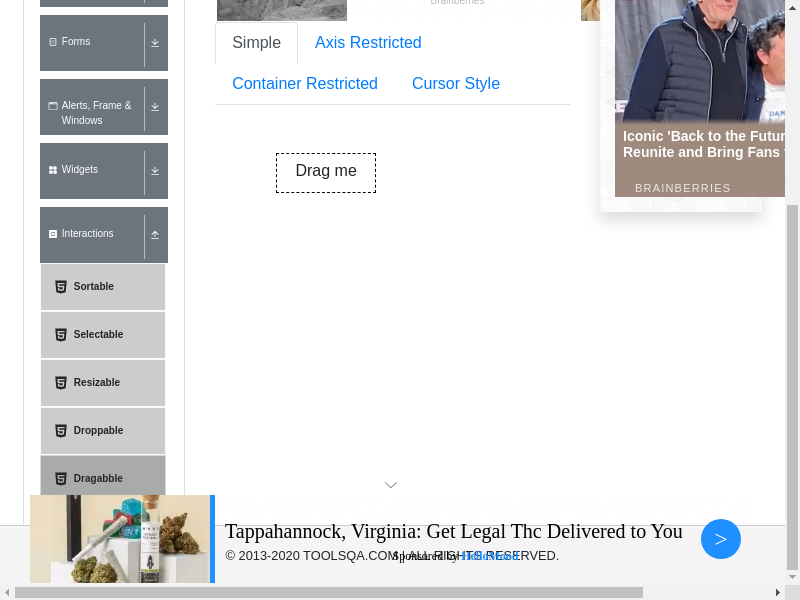 Brainberries
Forms
Alerts, Frame &
Windows
Widgets
Interactions
Sortable
Selectable
Resizable
Droppable
Dragabble
Simple
Axis Restricted
Container Restricted
Cursor Style
Drag me
Iconic 'Back to the Futur
Reunite and Bring Fans
BRAINBERRIES
Tappahannock, Virginia: Get Legal Thc Delivered to You
>
© 2013-2020 TOOLSQA.COM | ALL RIGHTS RESERVED.
Sponsored by